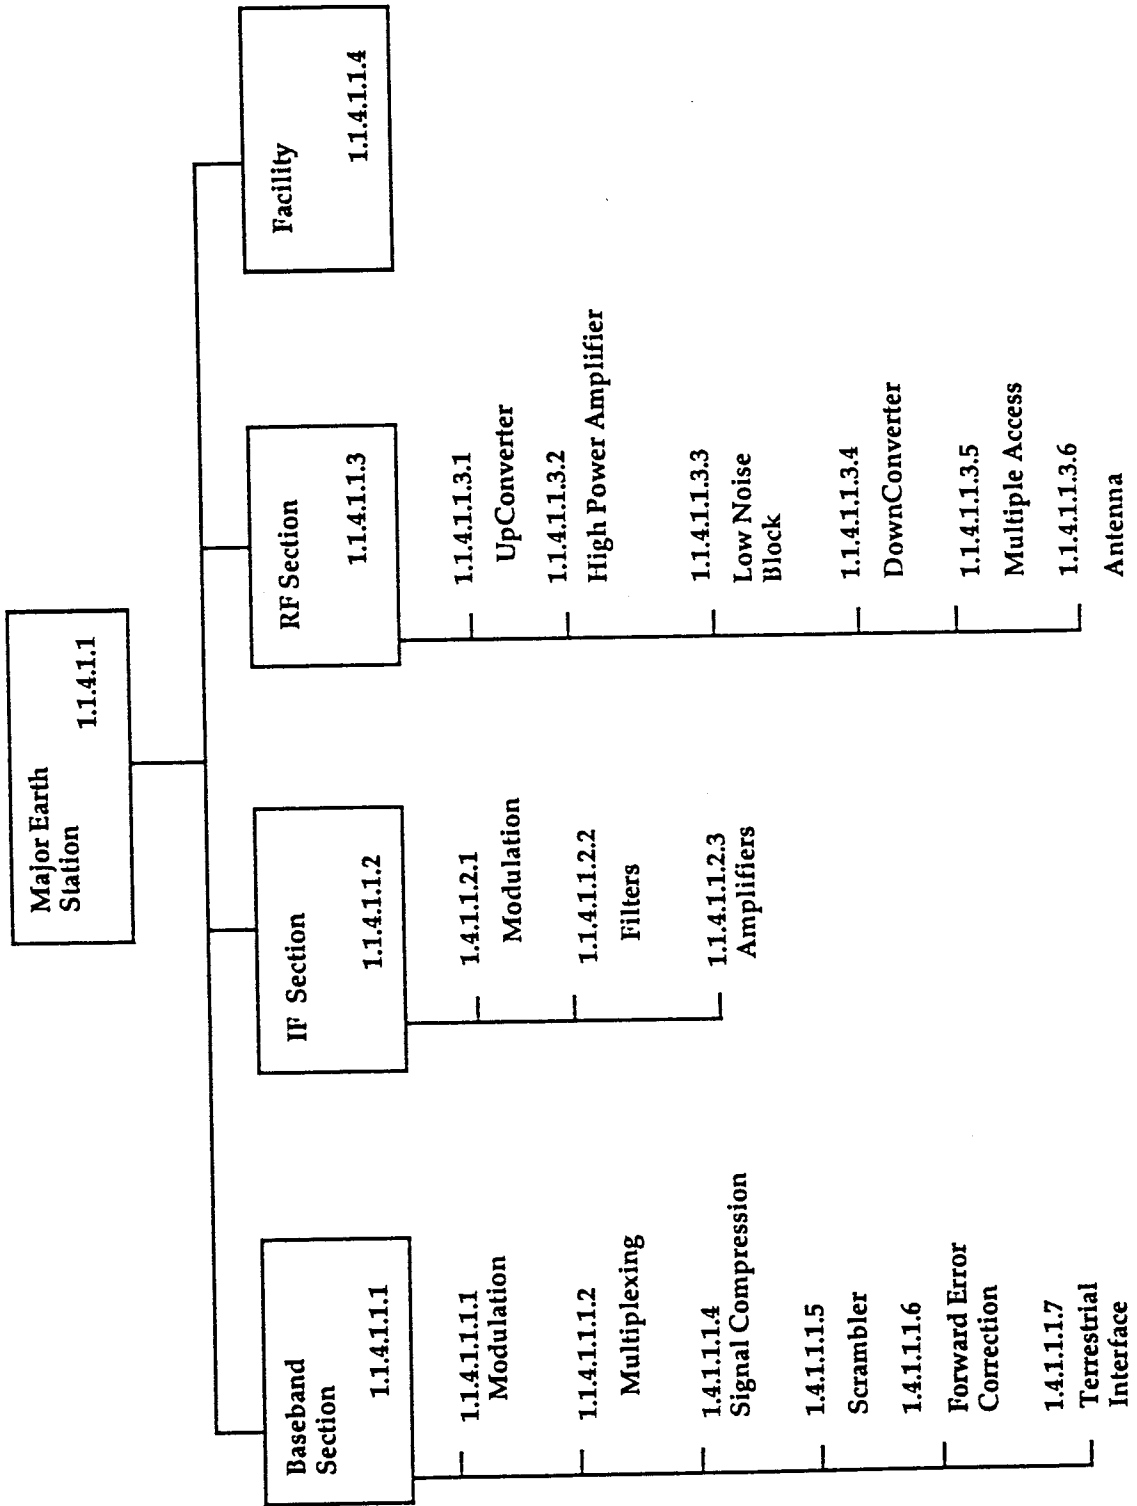 Major Earth
Station
1.1.4.1.1
Baseband
Section
1.1.4.1.1.1
1.1.4.1.1.1.1
Modulation
1.1.4.1.1.1.2
Multiplexing
1.4.1.1.1.4
Signal Compression
1.4.1.1.1.5
Scrambler
1.4.1.1.1.6
Forward Error
Correction
1.4.1.1.1.7
Terrestrial
Interface
IF Section
1.1.4.1.1.2
1.4.1.1.2.1
Modulation
1.1.4.1.1.2.2
Filters
1.1.4.1.1.2.3
Amplifiers
RF Section
1.1.4.1.1.3
1.1.4.1.1.3.1
UpConverter
1.1.4.1.1.3.2
High Power Amplifier
1.1.4.1.1.3.3
Low Noise
Block
1.1.4.1.1.3.4
DownConverter
1.1.4.1.1.3.5
Multiple Access
1.1.4.1.1.3.6
Antenna
Facility
1.1.4.1.1.4